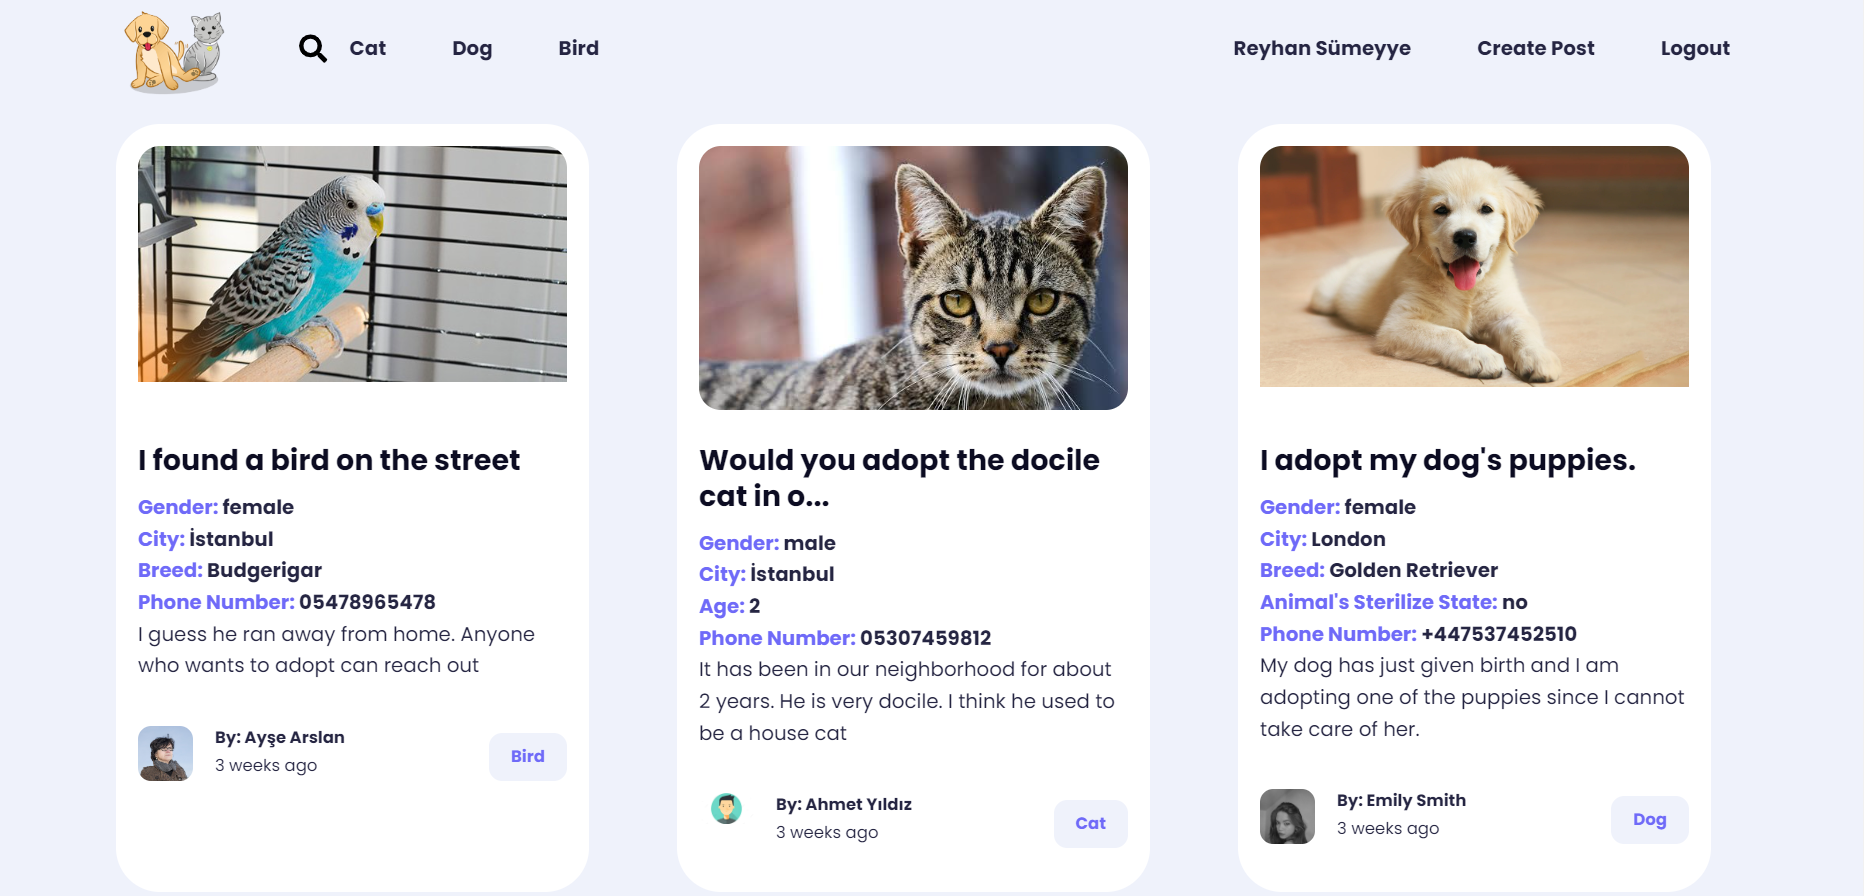 Cat Dog Bird Reyhan Sümeyye Create Post Logout
I found a bird on the street
Gender: female
City: İstanbul
Breed: Budgerigar
Phone Number: 05478965478
I guess he ran away from home. Anyone
who wants to adopt can reach out
By: Ayşe Arslan
3 weeks ago
Bird
Would you adopt the docile
cat in o...
Gender: male
City: İstanbul
Age: 2
Phone Number: 05307459812
It has been in our neighborhood for about
2 years. He is very docile. I think he used to
be a house cat
By: Ahmet Yıldız
3 weeks ago
Cat
I adopt my dog's puppies.
Gender: female
City: London
Breed: Golden Retriever
Animal's Sterilize State: no
Phone Number: +447537452510
My dog has just given birth and I am
adopting one of the puppies since I cannot
take care of her.
By: Emily Smith
3 weeks ago
Dog